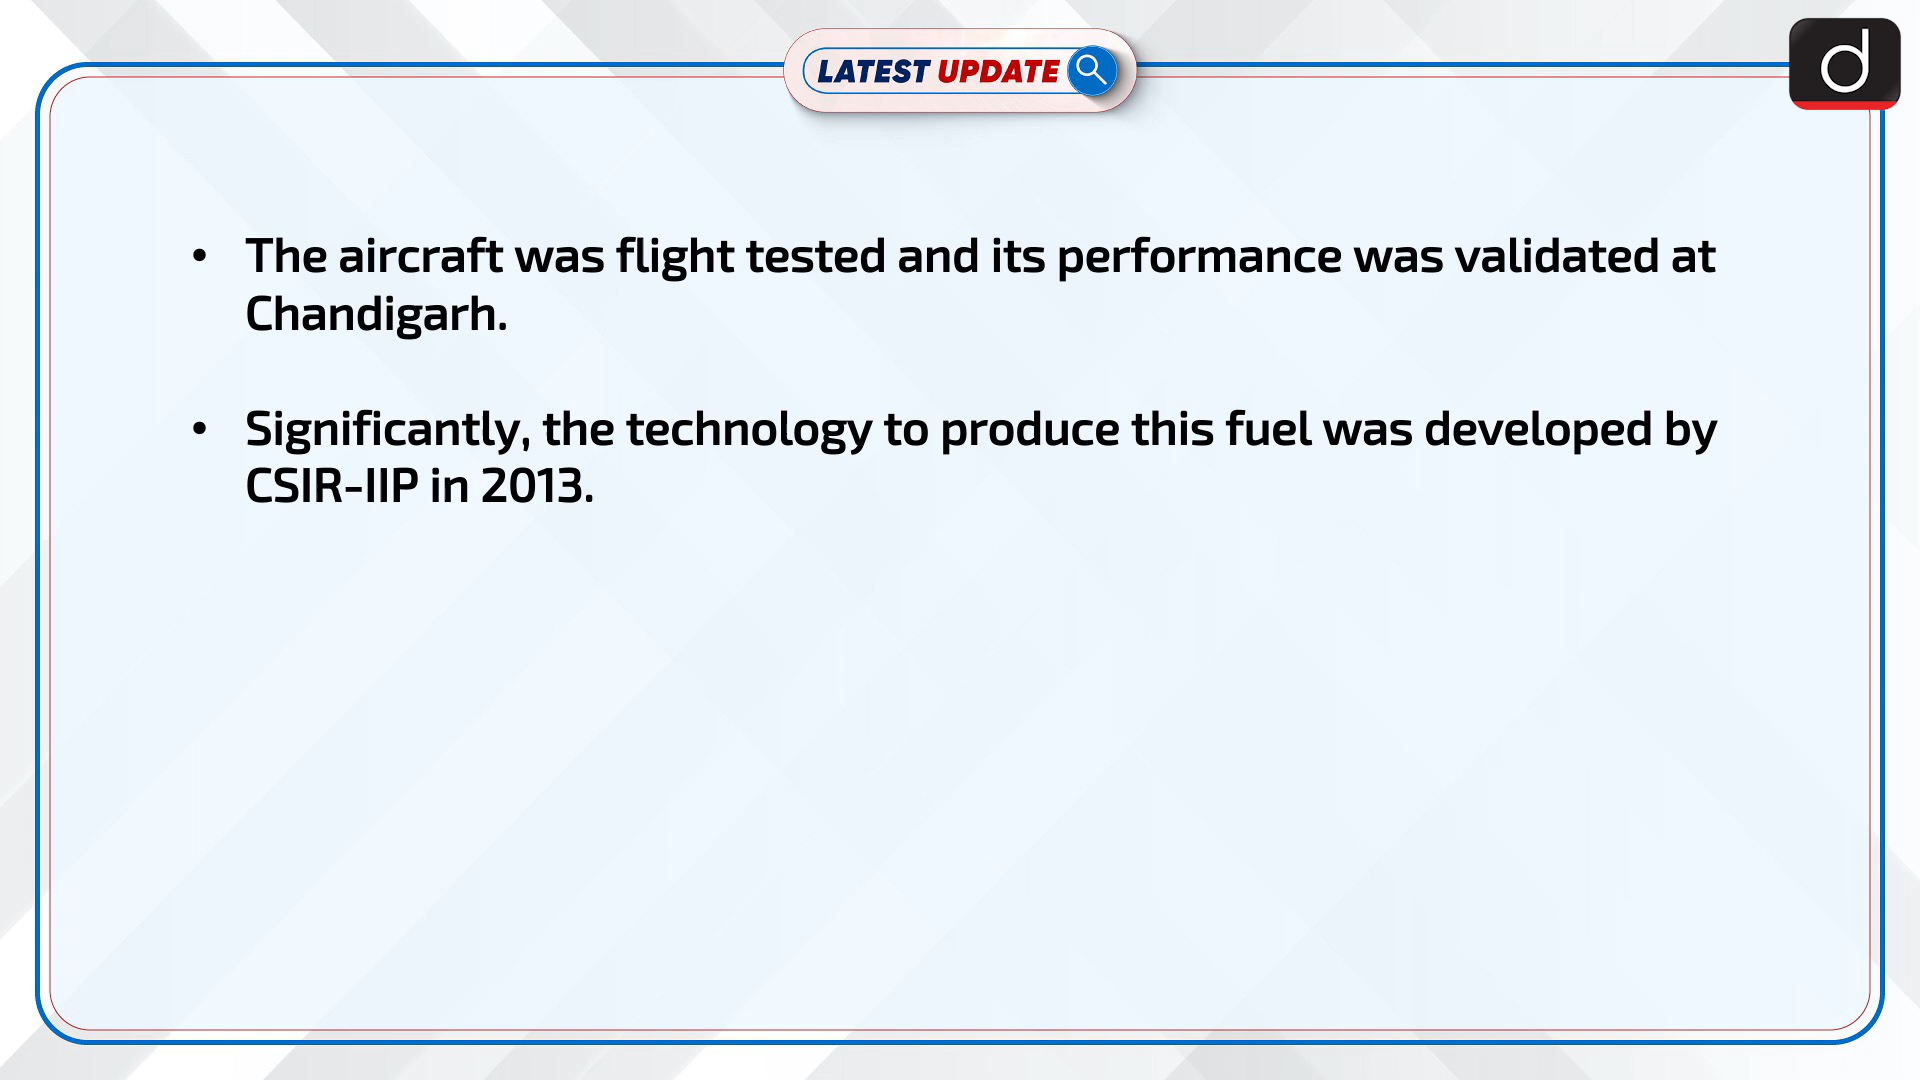 LATEST UPDATE
d
• The aircraft was flight tested and its performance was validated at
Chandigarh.
• Significantly, the technology to produce this fuel was developed by
CSIR-IIP in 2013.